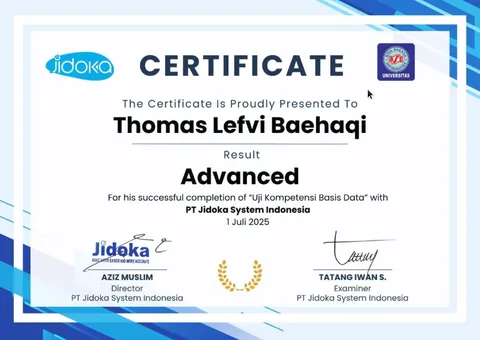 Jidoka
CERTIFICATE
UNIVERSITAS
The Certificate Is Proudly Presented To
Thomas Lefvi Baehaqi
Result
Advanced
For his successful completion of "Uji Kompetensi Basis Data" with
PT Jidoka System Indonesia
1 Juli 2025
Jidoka
AZIZ MUSLIM
Director
PT Jidoka System Indonesia
TATANG IWAN S.
Examiner
PT Jidoka System Indonesia